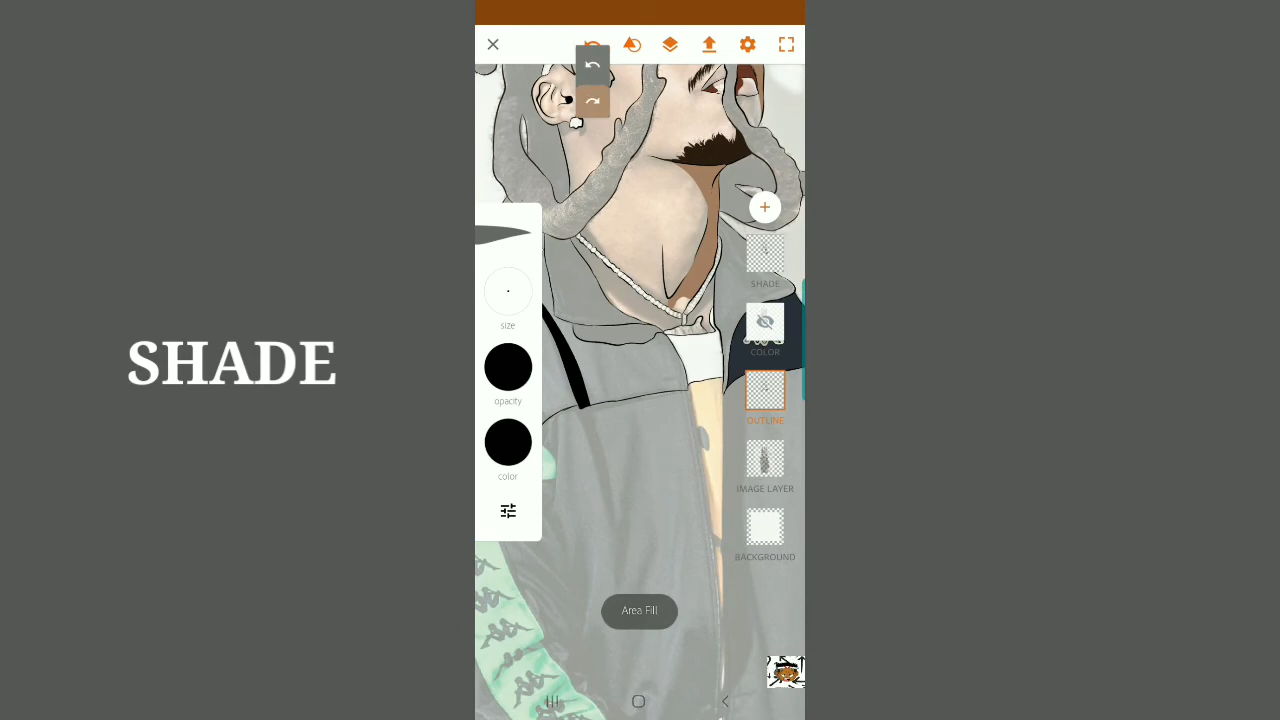 SHADE
size
opacity
color
SHADE
COLOR
OUTLINE
IMAGE LAYER
BACKGROUND
Area Fill